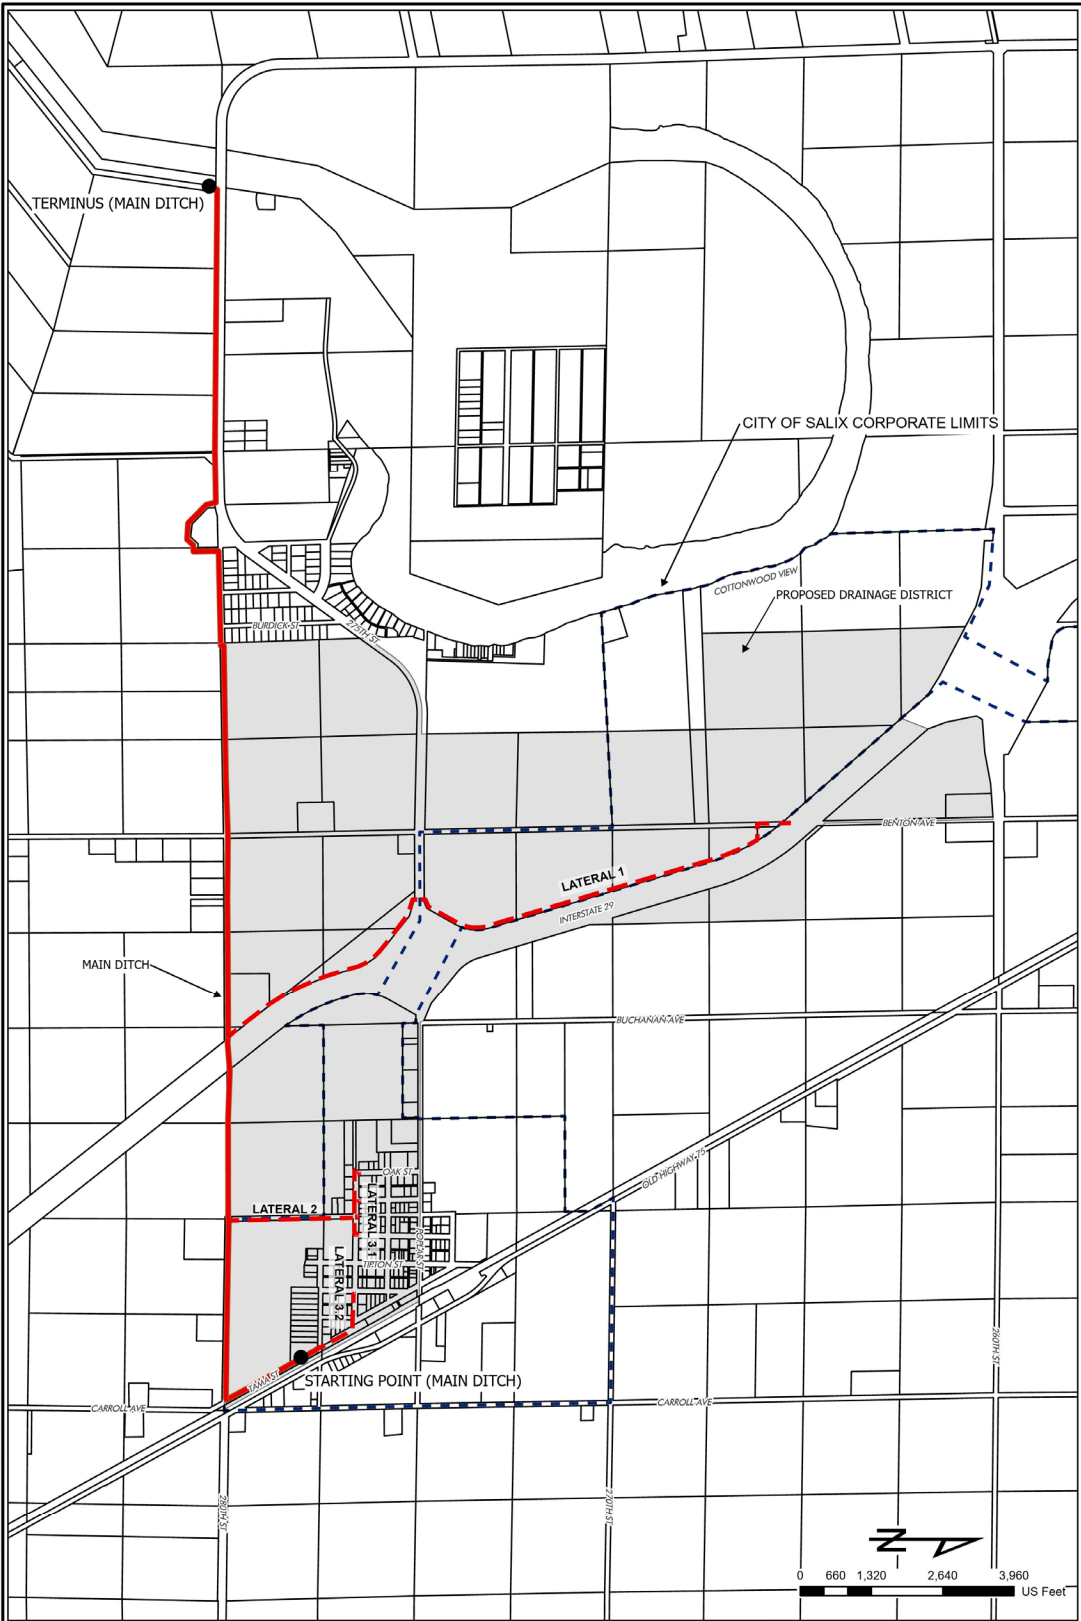 TERMINUS (MAIN DITCH)
CITY OF SALIX CORPORATE LIMITS
COTTONWOOD VIEW
PROPOSED DRAINAGE DISTRICT
BURDICK ST
275TH ST
BENTON AVE
LATERAL 1
INTERSTATE 29
MAIN DITCH
BUCHANAN AVE
OLD HIGHWAY 75
OAK ST
LATERAL 3.1
LATERAL 2
POPLAR ST
TIPTON ST
LATERAL 3.2
260TH ST
STARTING POINT (MAIN DITCH)
TAMA ST
CARROLL AVE
CARROLL AVE
280TH ST
270TH ST
N
0 660 1,320 2,640 3,960
US Feet